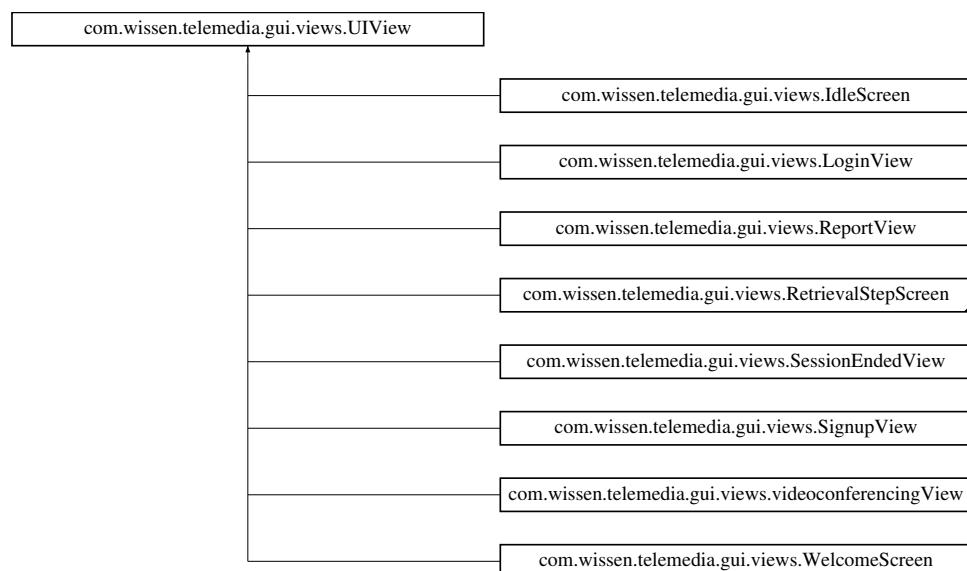 com.wissen.telemedia.gui.views.UIView
com.wissen.telemedia.gui.views.IdleScreen
com.wissen.telemedia.gui.views.LoginView
com.wissen.telemedia.gui.views.ReportView
com.wissen.telemedia.gui.views.RetrievalStepScreen
com.wissen.telemedia.gui.views.SessionEndedView
com.wissen.telemedia.gui.views.SignupView
com.wissen.telemedia.gui.views.videoconferencingView
com.wissen.telemedia.gui.views.WelcomeScreen